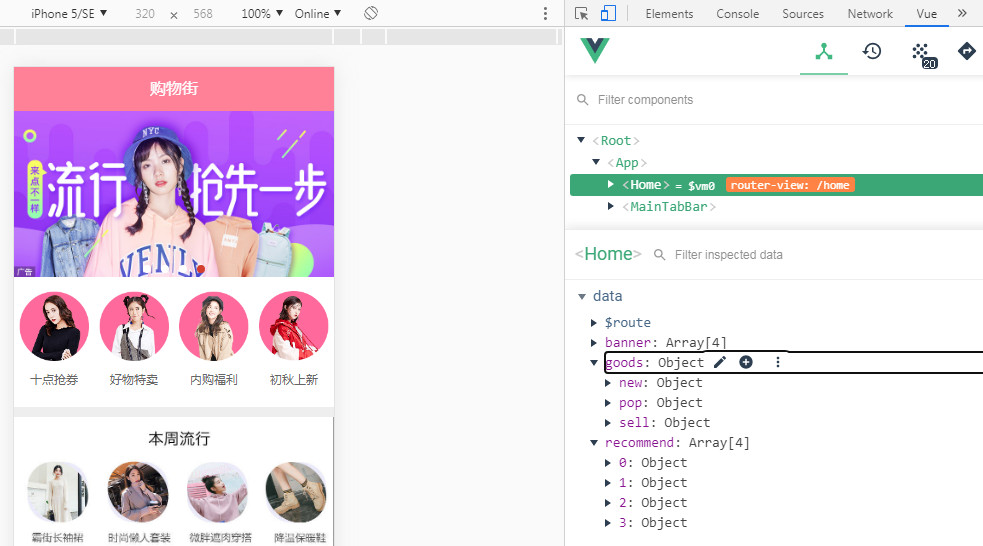 iPhone 5/SE ▼ 320 × 568 100% ▼ Online ▼
Elements Console Sources Network Vue »
购物街
NYC
来点不一样
流行 抢先一步
VENLI
广告
十点抢券 好物特卖 内购福利 初秋上新
本周流行
霸街长袖裙 时尚懒人套装 微胖遮肉穿搭 降温保暖鞋
20
Filter components
<Root>
<App>
<Home> = $vm0 router-view: /home
<MainTabBar>
<Home> Filter inspected data
data
$route
banner: Array[4]
goods: Object
new: Object
pop: Object
sell: Object
recommend: Array[4]
0: Object
1: Object
2: Object
3: Object